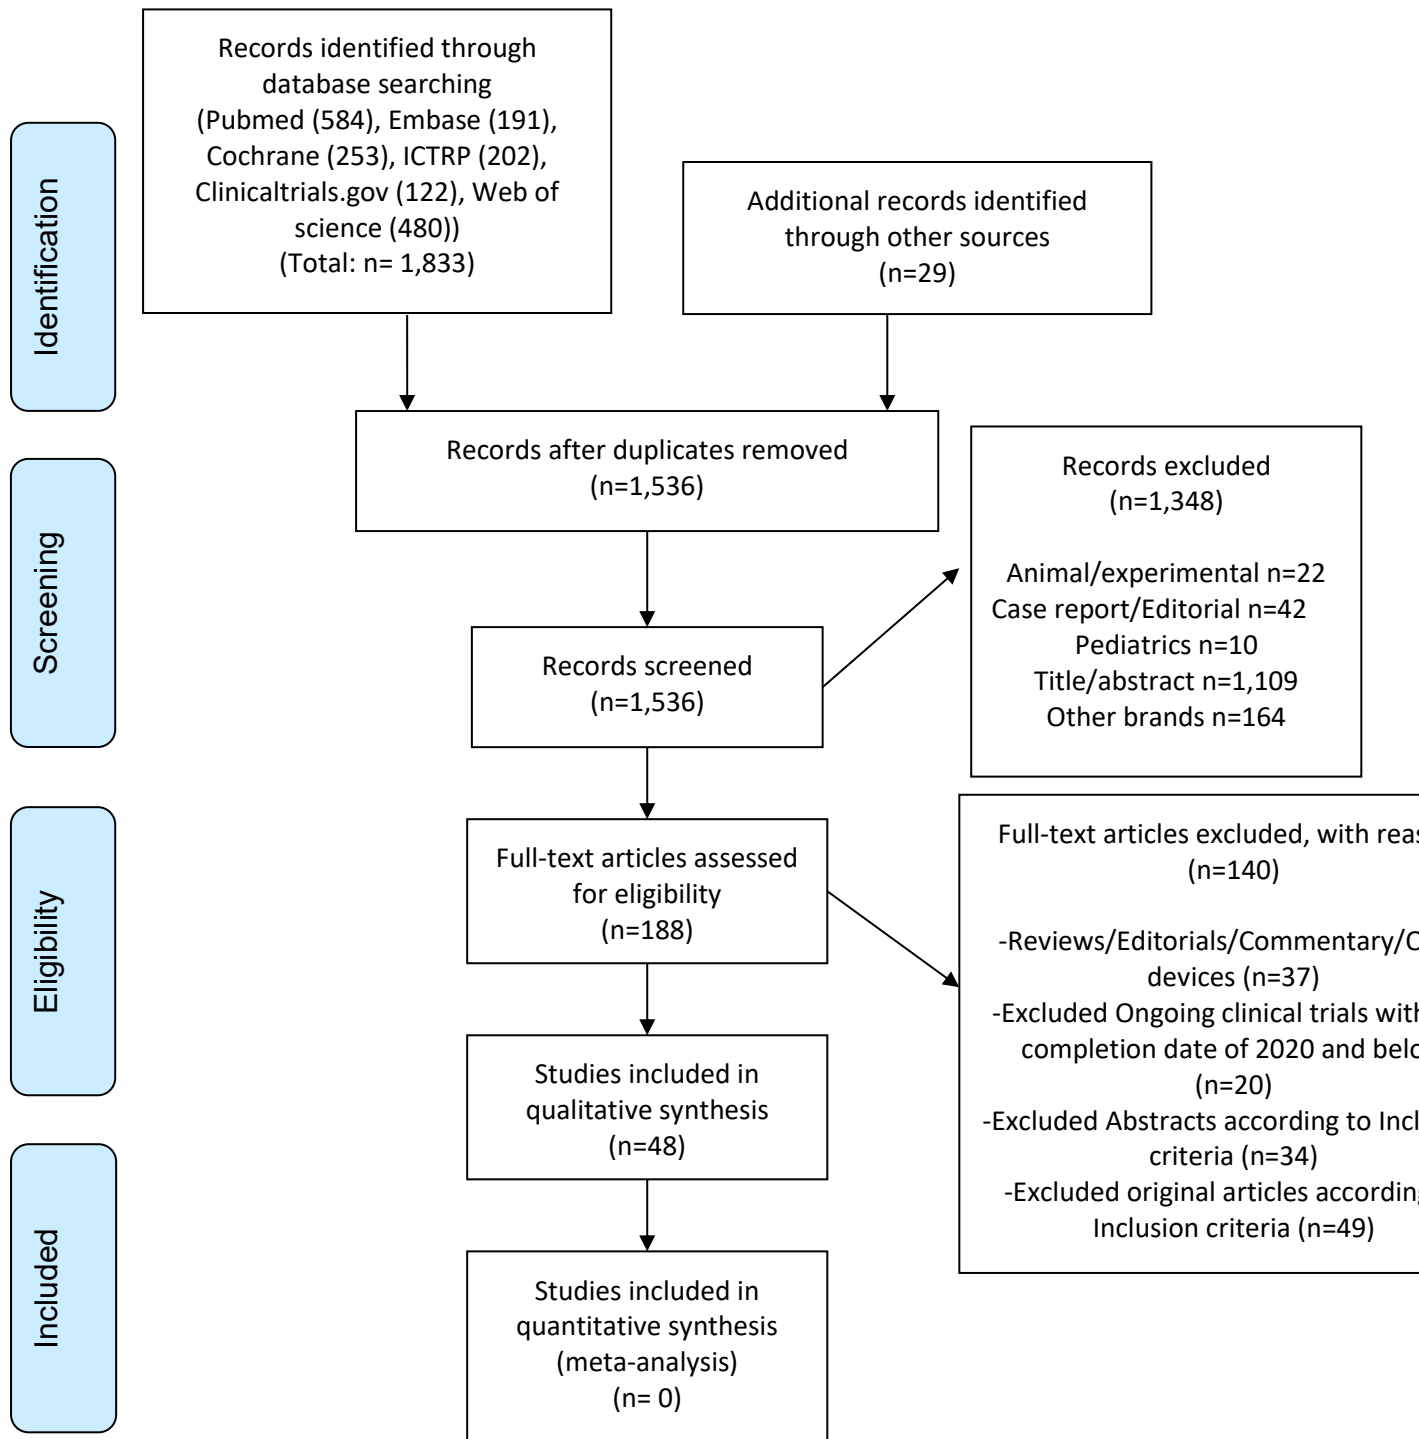 Identification
Records identified through
database searching
(Pubmed (584), Embase (191),
Cochrane (253), ICTRP (202),
Clinicaltrials.gov (122), Web of
science (480))
(Total: n= 1,833)
Additional records identified
through other sources
(n=29)
Records after duplicates removed
(n=1,536)
Screening
Records screened
(n=1,536)
Records excluded
(n=1,348)
Animal/experimental n=22
Case report/Editorial n=42
Pediatrics n=10
Title/abstract n=1,109
Other brands n=164
Eligibility
Full-text articles assessed
for eligibility
(n=188)
Full-text articles excluded, with
(n=140)
-Reviews/Editorials/Commentary/
devices (n=37)
-Excluded Ongoing clinical trials with
completion date of 2020 and
(n=20)
-Excluded Abstracts according to
criteria (n=34)
-Excluded original articles according
Inclusion criteria (n=49)
Studies included in
qualitative synthesis
(n=48)
Included
Studies included in
quantitative synthesis
(meta-analysis)
(n= 0)